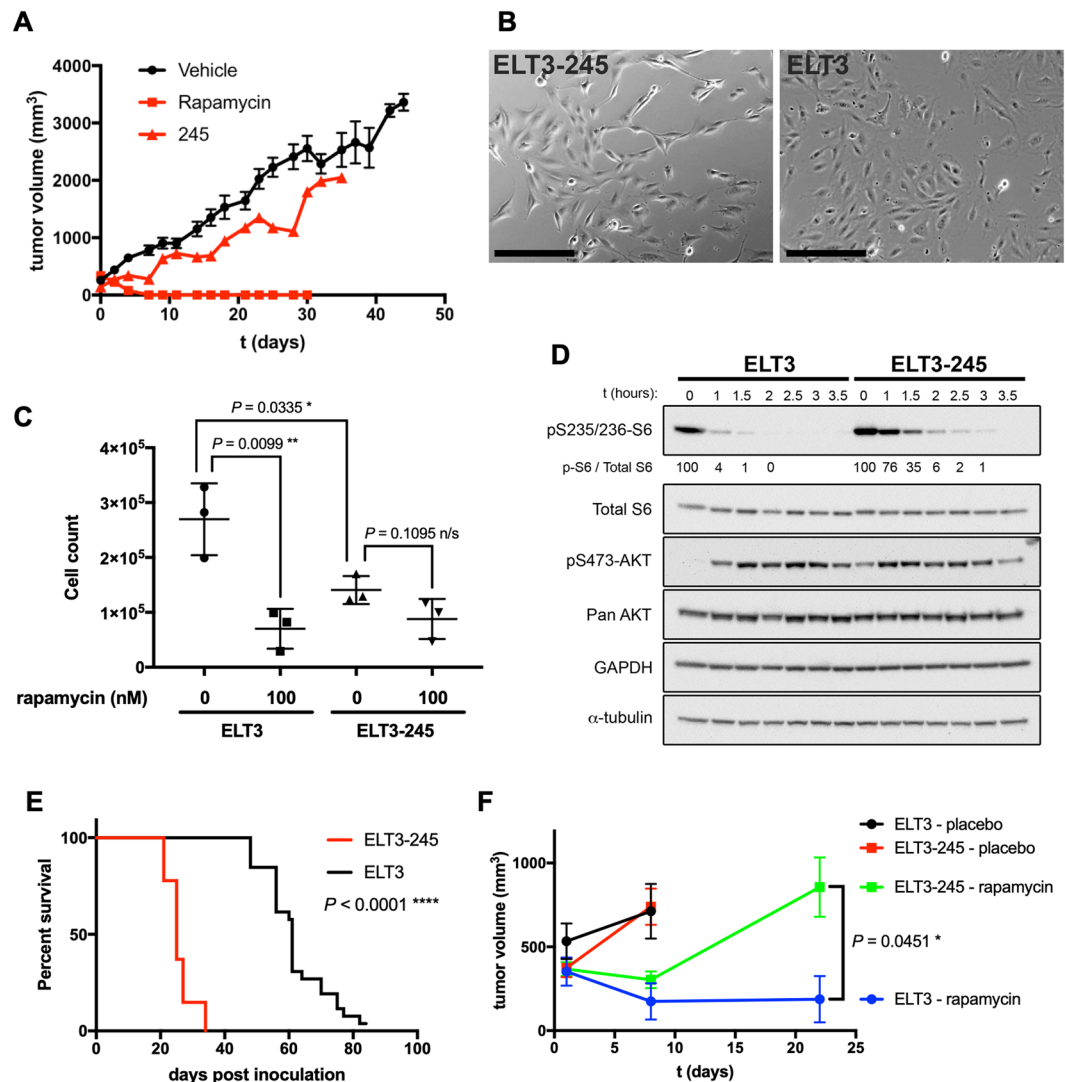 A
tumor volume (mm³)
4000
3000
2000
1000
0
Vehicle
Rapamycin
245
0 10 20 30 40 50
t (days)
B
ELT3-245
ELT3
C
Cell count
4×10⁵
3×10⁵
2×10⁵
1×10⁵
0
P = 0.0335 *
P = 0.0099 **
P = 0.1095 n/s
rapamycin (nM) 0 100 0 100
ELT3 ELT3-245
D
ELT3 ELT3-245
t (hours): 0 1 1.5 2 2.5 3 3.5 0 1 1.5 2 2.5 3 3.5
pS235/236-S6
p-S6 / Total S6 100 4 1 0 100 76 35 6 2 1
Total S6
pS473-AKT
Pan AKT
GAPDH
α-tubulin
E
Percent survival
100
50
0
ELT3-245
ELT3
P < 0.0001 ****
0 20 40 60 80 100
days post inoculation
F
tumor volume (mm³)
1000
500
0
ELT3 - placebo
ELT3-245 - placebo
ELT3-245 - rapamycin
P = 0.0451 *
ELT3 - rapamycin
0 5 10 15 20 25
t (days)